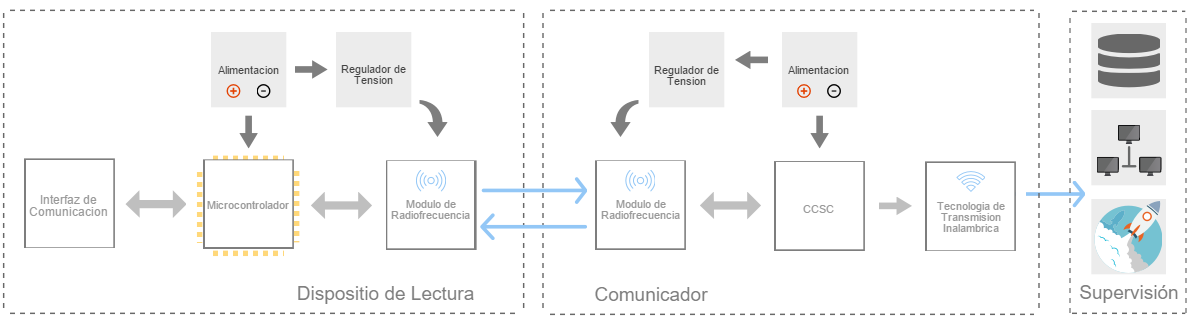 Alimentacion
Regulador de
Tension
Interfaz de
Comunicacion
Microcontrolador
Modulo de
Radiofrecuencia
Dispositio de Lectura
Regulador de
Tension
Alimentacion
Modulo de
Radiofrecuencia
CCSC
Tecnologia de
Transmision
Inalambrica
Comunicador
Supervisión